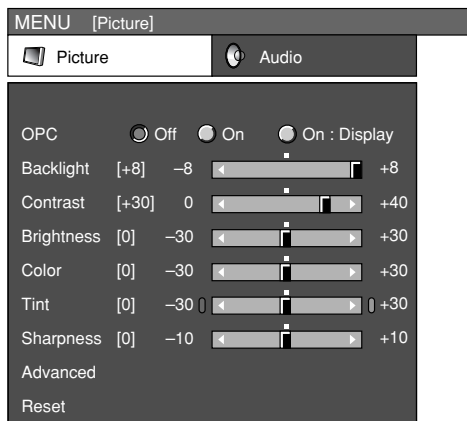 MENU [Picture]
Picture Audio
OPC Off On On : Display
Backlight [+8] –8 +8
Contrast [+30] 0 +40
Brightness [0] –30 +30
Color [0] –30 +30
Tint [0] –30 +30
Sharpness [0] –10 +10
Advanced
Reset